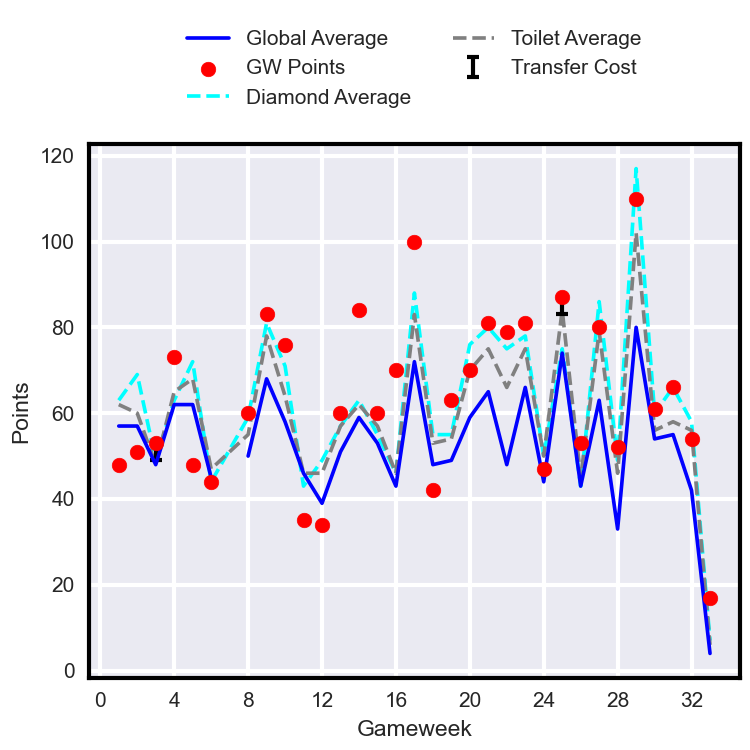 Global Average
GW Points
Diamond Average
Toilet Average
Transfer Cost
120
100
80
60
40
20
0
Points
0 4 8 12 16 20 24 28 32
Gameweek